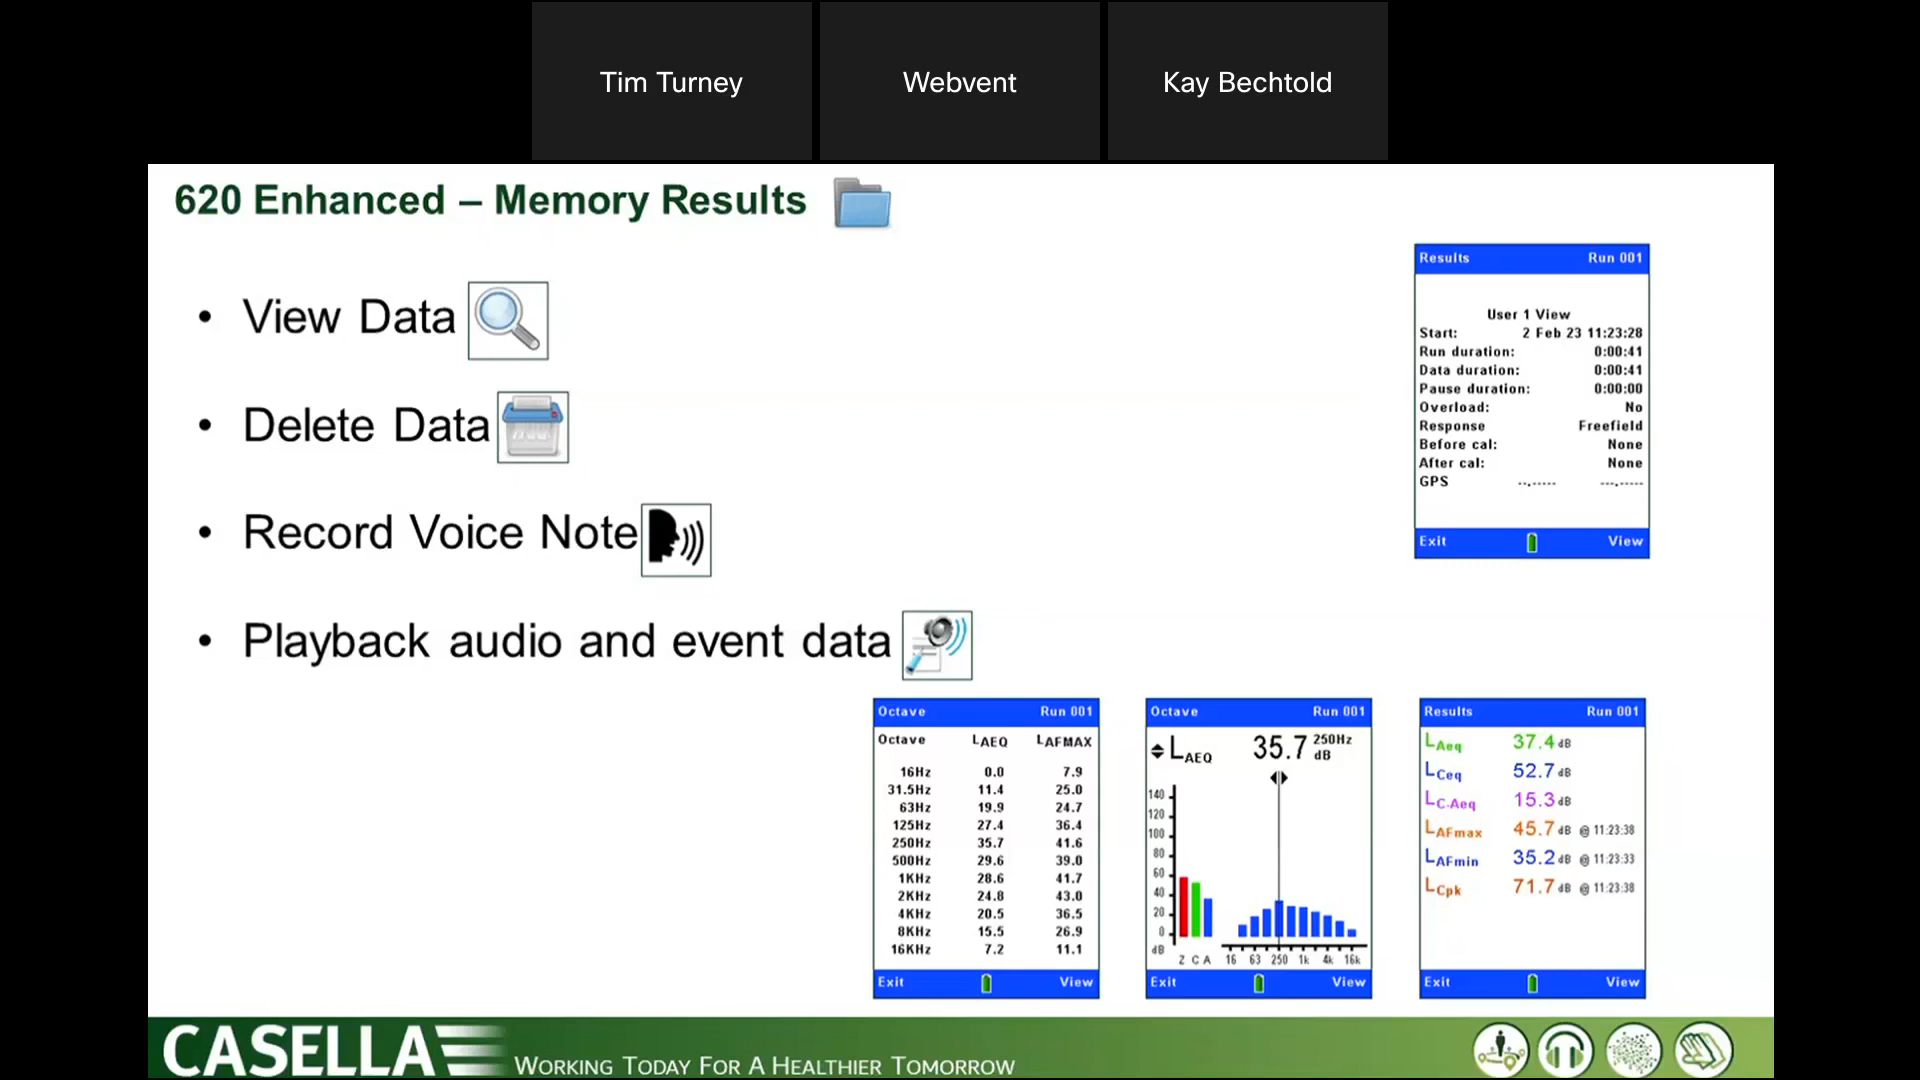 Tim Turney
Webvent
Kay Bechtold
620 Enhanced – Memory Results
• View Data
• Delete Data
• Record Voice Note
• Playback audio and event data
Results Run 001
User 1 View
Start: 2 Feb 23 11:23:28
Run duration: 0:00:41
Data duration: 0:00:41
Pause duration: 0:00:00
Overload: No
Response Freefield
Before cal: None
After cal: None
GPS --.----- ---.-----
Exit View
Octave Run 001
Octave LAEQ LAFMAX
16Hz 0.0 7.9
31.5Hz 11.4 25.0
63Hz 19.9 24.7
125Hz 27.4 36.4
250Hz 35.7 41.6
500Hz 29.6 39.0
1KHz 28.6 41.7
2KHz 24.8 43.0
4KHz 20.5 36.5
8KHz 15.5 26.9
16KHz 7.2 11.1
Exit View
Octave Run 001
LAEQ 35.7 250Hz dB
140
120
100
80
60
40
20
0
dB
Z C A 16 63 250 1k 4k 16k
Exit View
Results Run 001
LAeq 37.4 dB
LCeq 52.7 dB
LC-Aeq 15.3 dB
LAFmax 45.7 dB @ 11:23:38
LAFmin 35.2 dB @ 11:23:33
LCpk 71.7 dB @ 11:23:38
Exit View
CASELLA
WORKING TODAY FOR A HEALTHIER TOMORROW